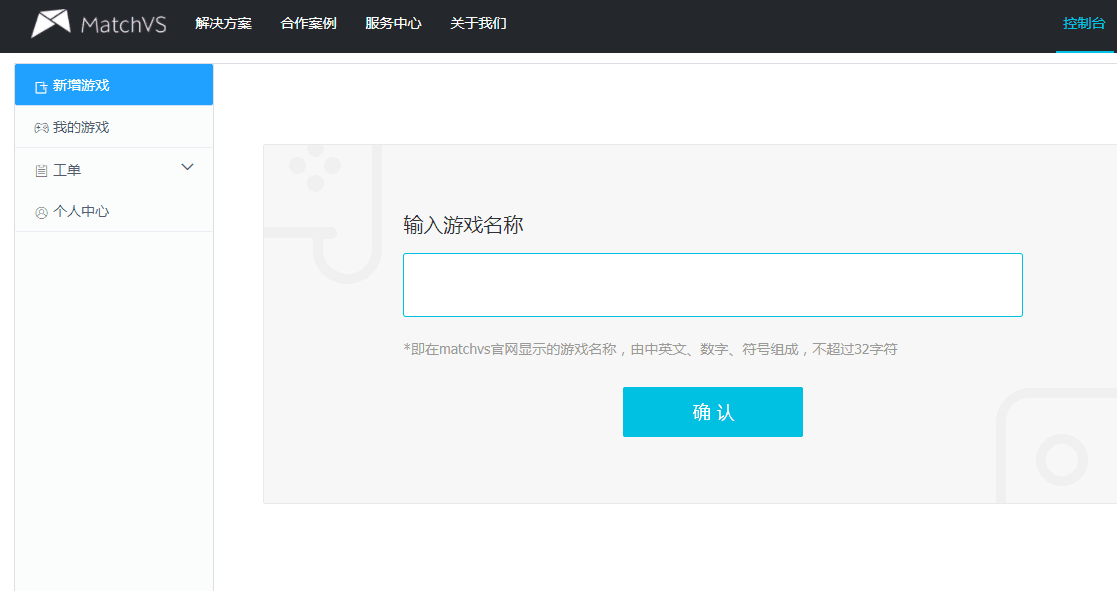 MatchVS 解决方案 合作案例 服务中心 关于我们 控制台
新增游戏
我的游戏
工单
个人中心
输入游戏名称
*即在matchvs官网显示的游戏名称，由中英文、数字、符号组成，不超过32字符
确 认